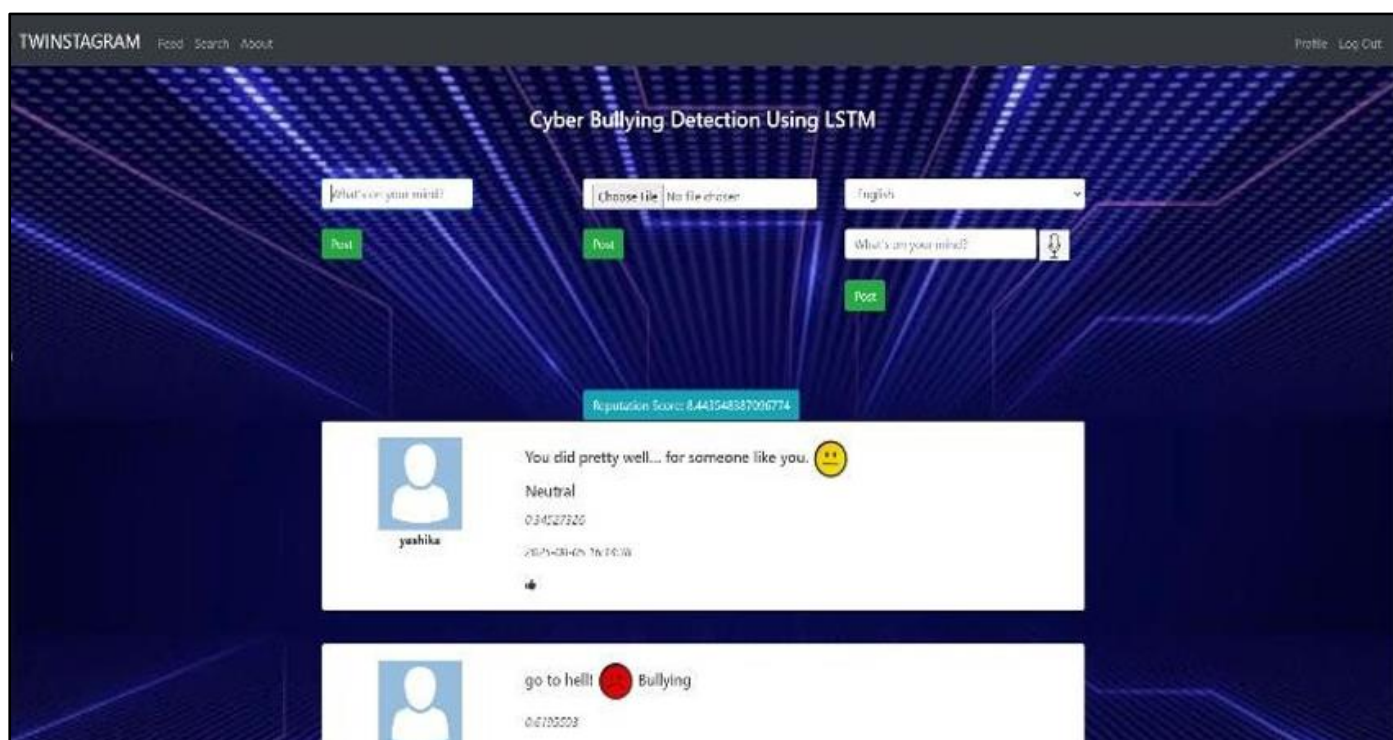 TWINSTAGRAM Feed Search About Profile Log Out
Cyber Bullying Detection Using LSTM
What's on your mind? Choose File No file chosen English
Post Post What's on your mind?
Post
Reputation Score: 8.443548387096774
You did pretty well... for someone like you.
Neutral
0.34527326
yashika
go to hell! Bullying